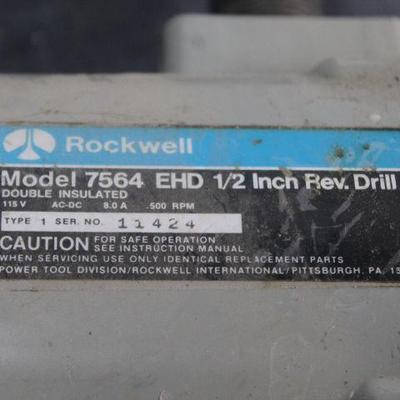 Rockwell
Model 7564 EHD 1/2 Inch Rev. Drill
DOUBLE INSULATED
115 V AC-DC 8.0 A .500 RPM
TYPE 1 SER. NO. 11424
CAUTION FOR SAFE OPERATION
SEE INSTRUCTION MANUAL
WHEN SERVICING USE ONLY IDENTICAL REPLACEMENT PARTS
POWER TOOL DIVISION/ROCKWELL INTERNATIONAL/PITTSBURGH, PA. 15